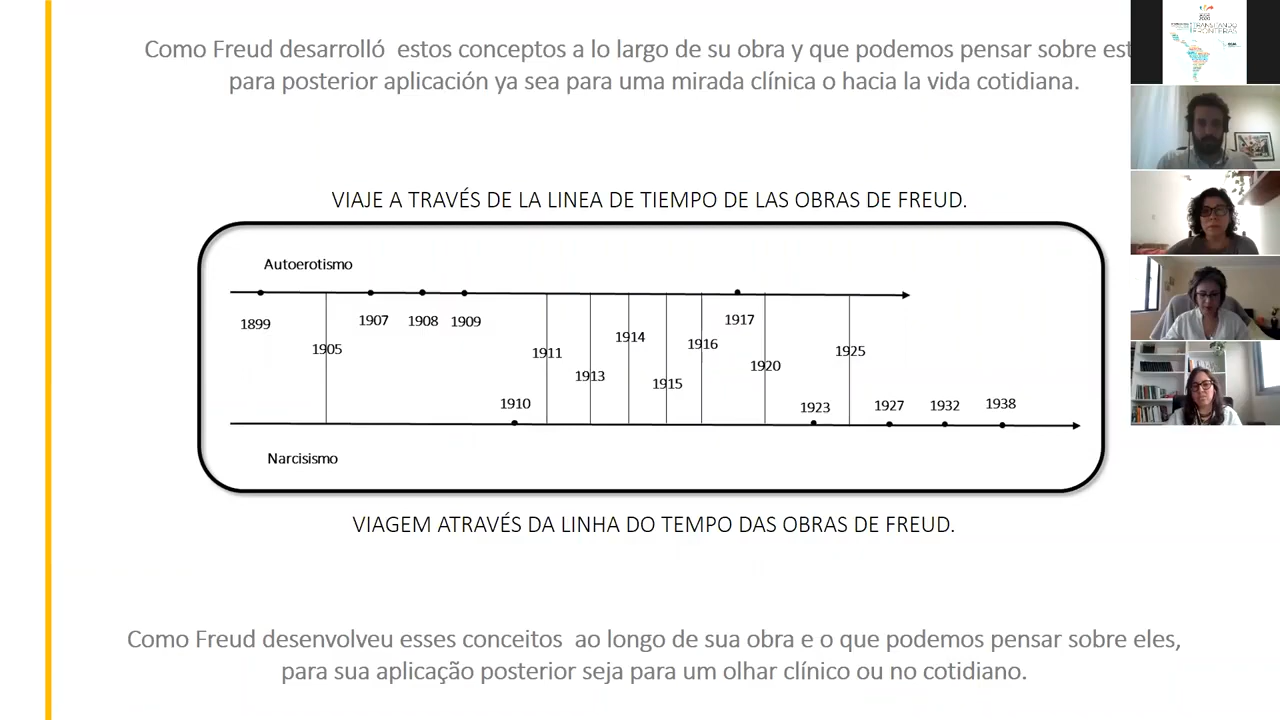 Como Freud desarrolló estos conceptos a lo largo de su obra y que podemos pensar sobre est
para posterior aplicación ya sea para uma mirada clínica o hacia la vida cotidiana.
VIAJE A TRAVÉS DE LA LINEA DE TIEMPO DE LAS OBRAS DE FREUD.
Autoerotismo
1899
1905
1907
1908
1909
1910
1911
1913
1914
1915
1916
1917
1920
1923
1925
1927
1932
1938
Narcisismo
VIAGEM ATRAVÉS DA LINHA DO TEMPO DAS OBRAS DE FREUD.
Como Freud desenvolveu esses conceitos ao longo de sua obra e o que podemos pensar sobre eles,
para sua aplicação posterior seja para um olhar clínico ou no cotidiano.
TRANSITANDO
FRONTERAS